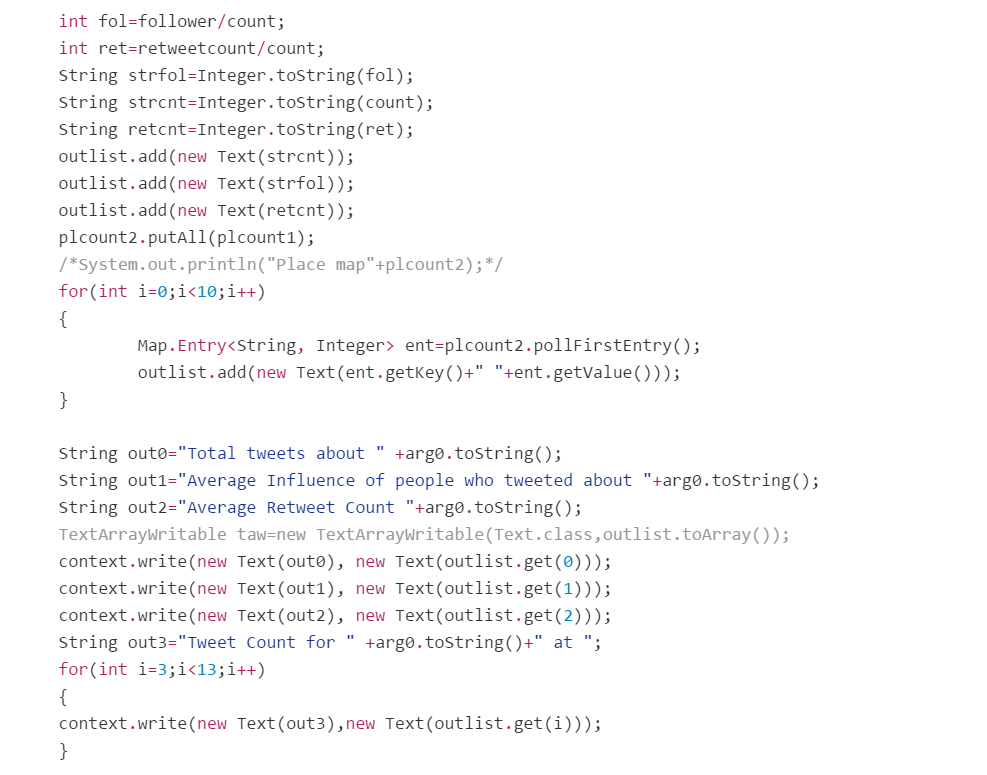 int fol=follower/count;
int ret=retweetcount/count;
String strfol=Integer.toString(fol);
String strcnt=Integer.toString(count);
String retcnt=Integer.toString(ret);
outlist.add(new Text(strcnt));
outlist.add(new Text(strfol));
outlist.add(new Text(retcnt));
plcount2.putAll(plcount1);
/*System.out.println("Place map"+plcount2);*/
for(int i=0;i<10;i++)
{
        Map.Entry<String, Integer> ent=plcount2.pollFirstEntry();
        outlist.add(new Text(ent.getKey()+" "+ent.getValue()));
}

String out0="Total tweets about " +arg0.toString();
String out1="Average Influence of people who tweeted about "+arg0.toString();
String out2="Average Retweet Count "+arg0.toString();
TextArrayWritable taw=new TextArrayWritable(Text.class,outlist.toArray());
context.write(new Text(out0), new Text(outlist.get(0)));
context.write(new Text(out1), new Text(outlist.get(1)));
context.write(new Text(out2), new Text(outlist.get(2)));
String out3="Tweet Count for " +arg0.toString()+" at ";
for(int i=3;i<13;i++)
{
context.write(new Text(out3),new Text(outlist.get(i)));
}